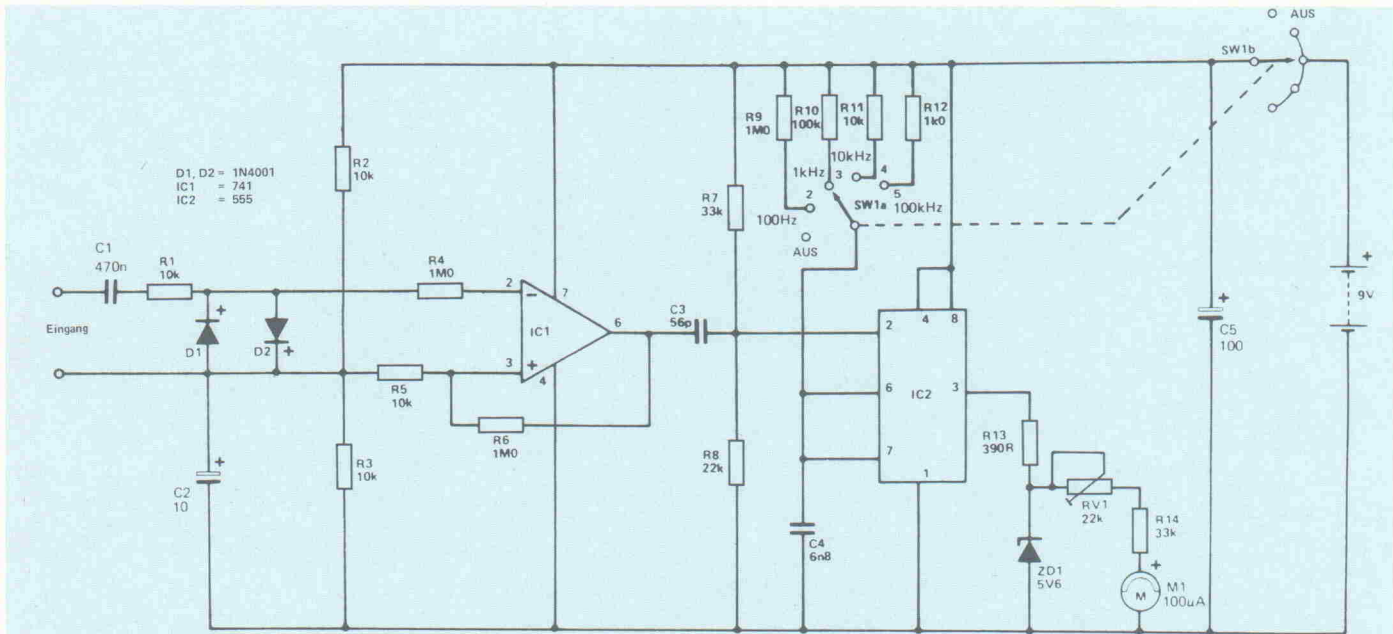 AUS
SW1b
R9
1M0
R10
100k
R11
10k
R12
1k0
R2
10k
D1, D2 = 1N4001
IC1 = 741
IC2 = 555
10kHz
1kHz
3
4
5
2
R7
33k
SW1a
100kHz
100Hz
AUS
C1
470n
R1
10k
R4
1M0
2
7
-
+
9V
C3
56p
6
4
8
+
C5
100
Eingang
IC1
2
D1
+
D2
+
3
+
4
R5
10k
6
IC2
3
R6
1M0
R13
390R
R8
22k
7
1
R3
10k
+
C2
10
RV1
22k
R14
33k
C4
6n8
ZD1
5V6
+
M
M1
100µA